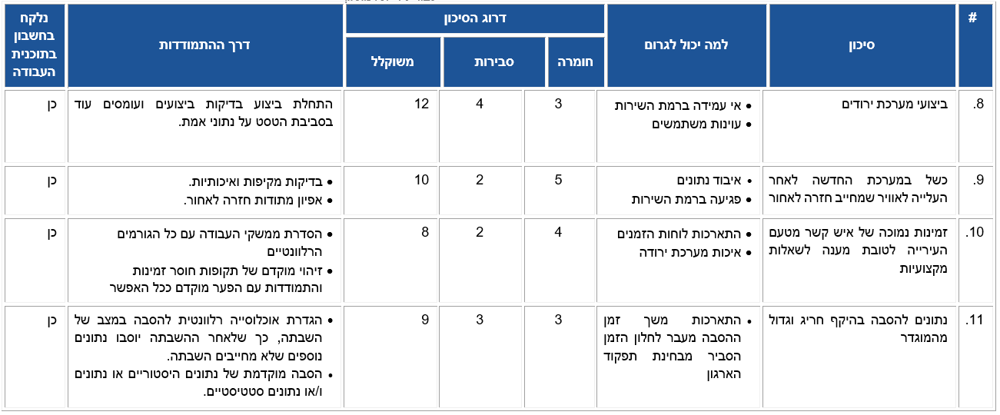 #
סיכון
למה יכול לגרום
דרוג הסיכון
חומרה
סבירות
משוקלל
דרך ההתמודדות
נלקח
בחשבון
בתוכנית
העבודה
8.
ביצועי מערכת ירודים
• אי עמידה ברמת השירות
• עוינות משתמשים
3
4
12
התחלת ביצוע בדיקות ביצועים ועומסים עוד
בסביבת הטסט על נתוני אמת.
כן
9.
כשל במערכת החדשה לאחר
העלייה לאוויר שמחייב חזרה לאחור
• איבוד נתונים
• פגיעה ברמת השירות
5
2
10
• בדיקות מקיפות ואיכותיות.
• אפיון מתודות חזרה לאחור.
כן
10.
זמינות נמוכה של איש קשר מטעם
העירייה לטובת מענה לשאלות
מקצועיות
• התארכות לוחות הזמנים
• איכות מערכת ירודה
4
2
8
• הסדרת ממשקי העבודה עם כל הגורמים
הרלוונטיים
• זיהוי מוקדם של תקופות חוסר זמינות
והתמודדות עם הפער מוקדם ככל האפשר
כן
11.
נתונים להסבה בהיקף חריג וגדול
מהמוגדר
• התארכות משך זמן
ההסבה מעבר לחלון הזמן
הסביר מבחינת תפקוד
הארגון
3
3
9
• הגדרת אוכלוסייה רלוונטית להסבה במצב של
השבתה, כך שלאחר ההשבתה יוסבו נתונים
נוספים שלא מחייבים השבתה.
• הסבה מוקדמת של נתונים היסטוריים או נתונים
ו/או נתונים סטטיסטיים.
כן